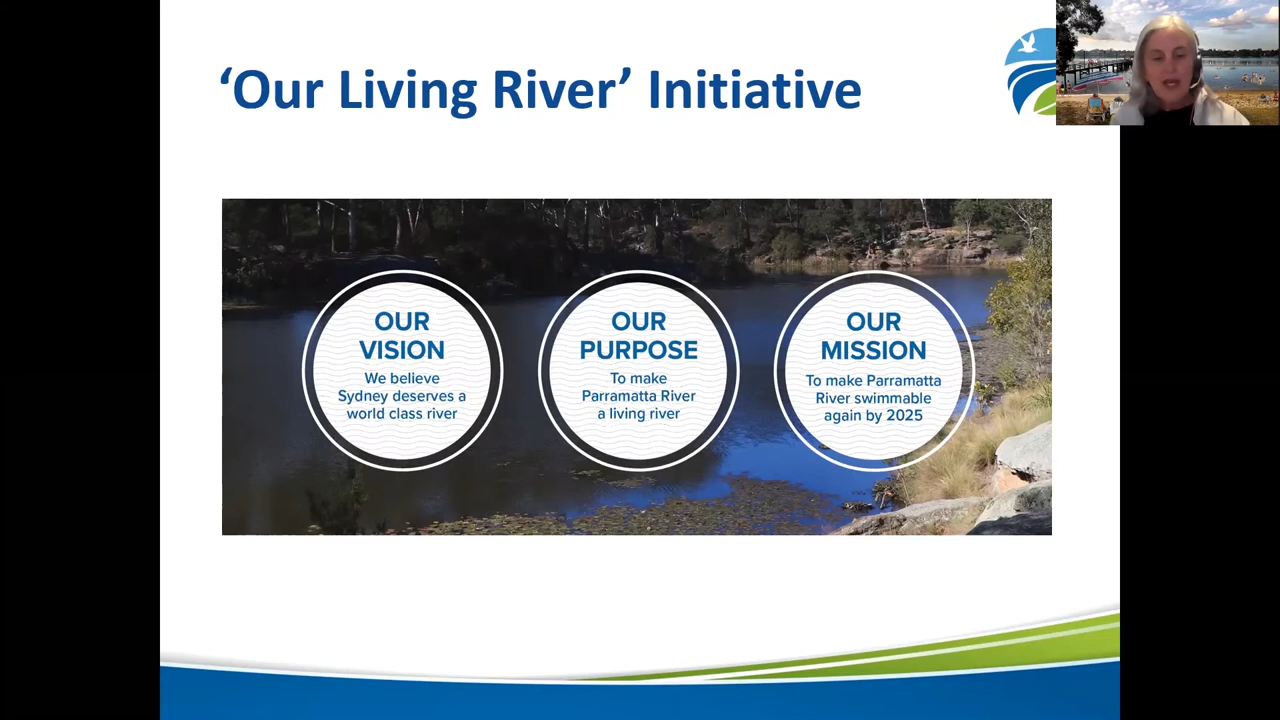 ‘Our Living River’ Initiative
OUR
VISION
We believe
Sydney deserves a
world class river
OUR
PURPOSE
To make
Parramatta River
a living river
OUR
MISSION
To make Parramatta
River swimmable
again by 2025